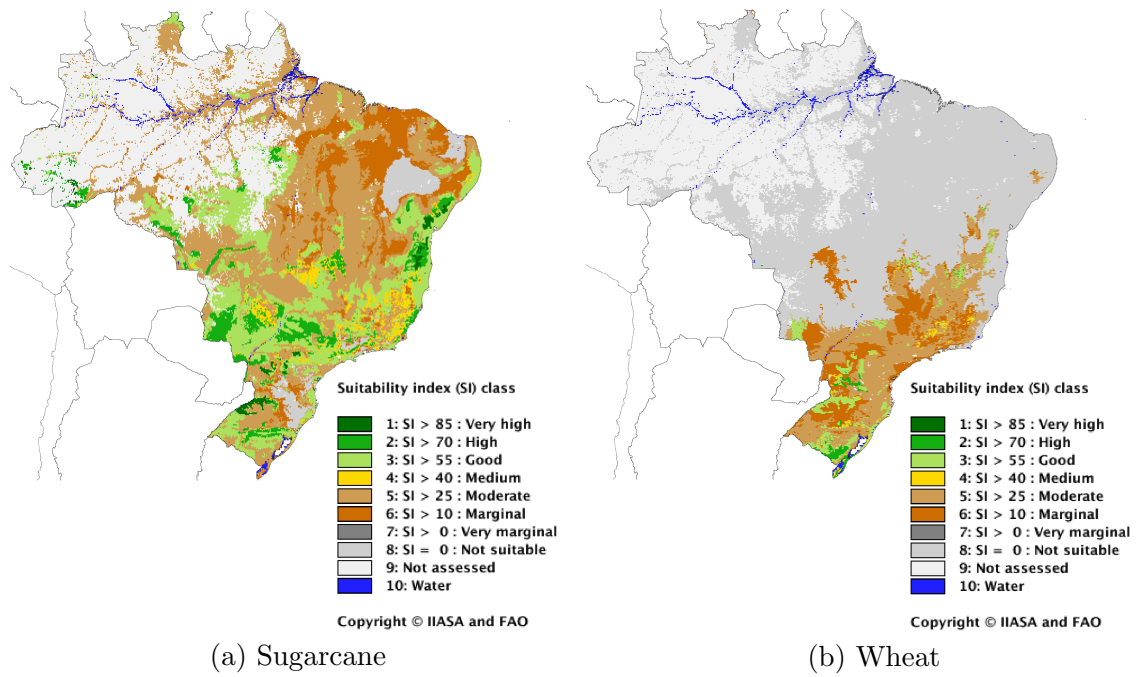 Suitability index (SI) class
1: SI > 85 : Very high
2: SI > 70 : High
3: SI > 55 : Good
4: SI > 40 : Medium
5: SI > 25 : Moderate
6: SI > 10 : Marginal
7: SI > 0 : Very marginal
8: SI = 0 : Not suitable
9: Not assessed
10: Water
Copyright © IIASA and FAO
(a) Sugarcane
Suitability index (SI) class
1: SI > 85 : Very high
2: SI > 70 : High
3: SI > 55 : Good
4: SI > 40 : Medium
5: SI > 25 : Moderate
6: SI > 10 : Marginal
7: SI > 0 : Very marginal
8: SI = 0 : Not suitable
9: Not assessed
10: Water
Copyright © IIASA and FAO
(b) Wheat